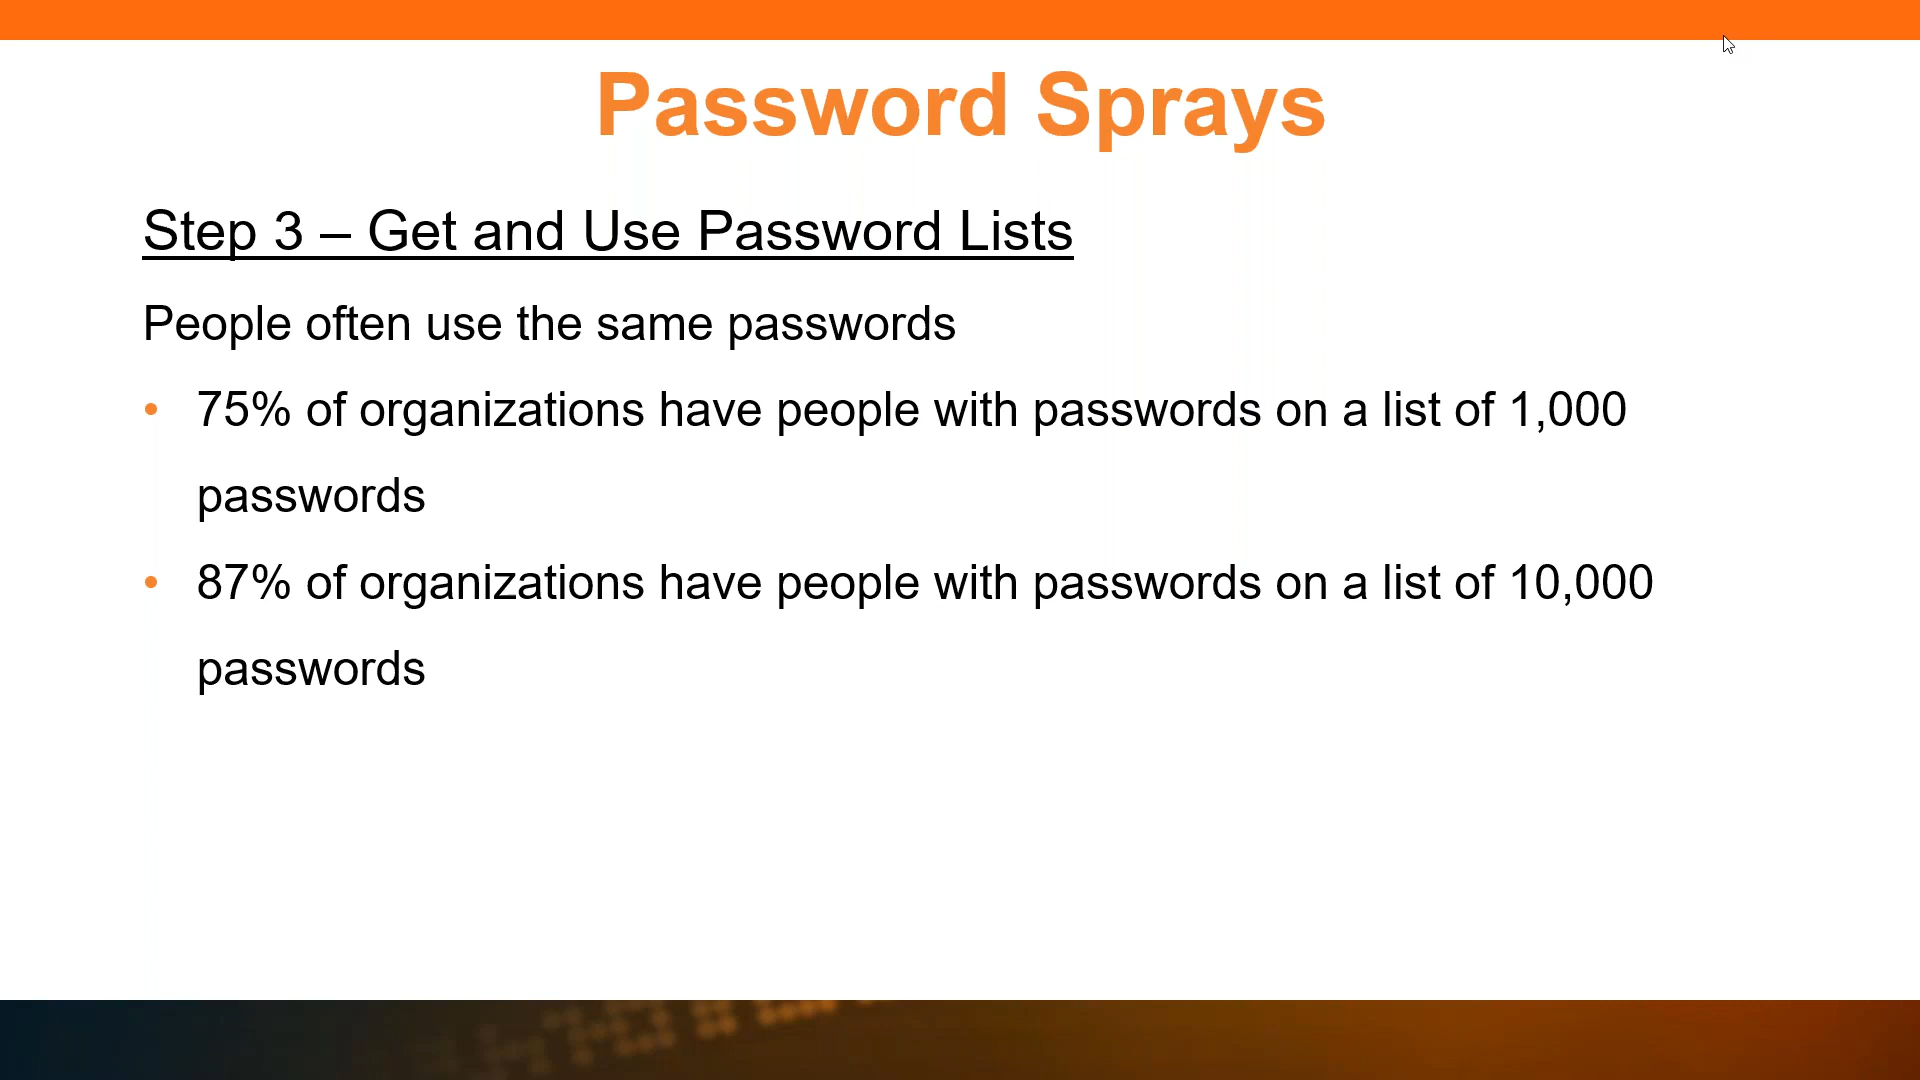 Password Sprays
Step 3 – Get and Use Password Lists
People often use the same passwords
• 75% of organizations have people with passwords on a list of 1,000
passwords
• 87% of organizations have people with passwords on a list of 10,000
passwords